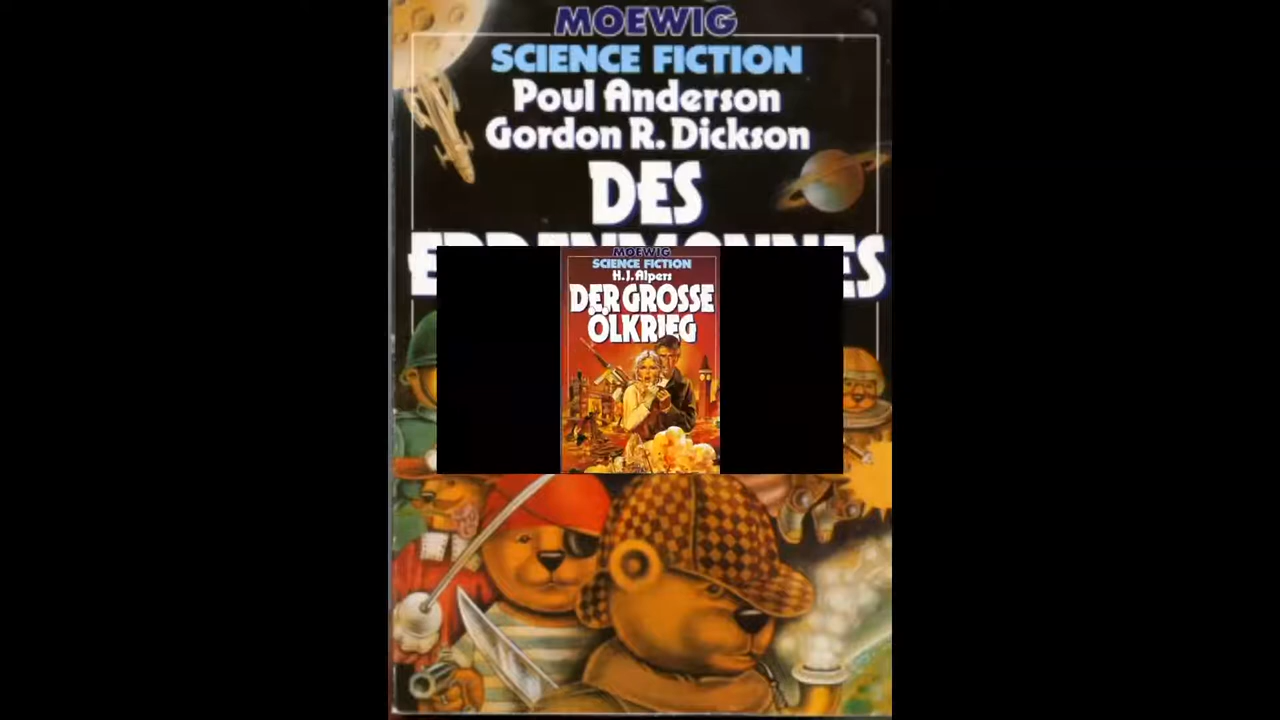 MOEWIG
SCIENCE FICTION
Poul Anderson
Gordon R. Dickson
DES
MOEWIG
SCIENCE FICTION
H.J. Alpers
DER GROSSE
ÖLKRIEG